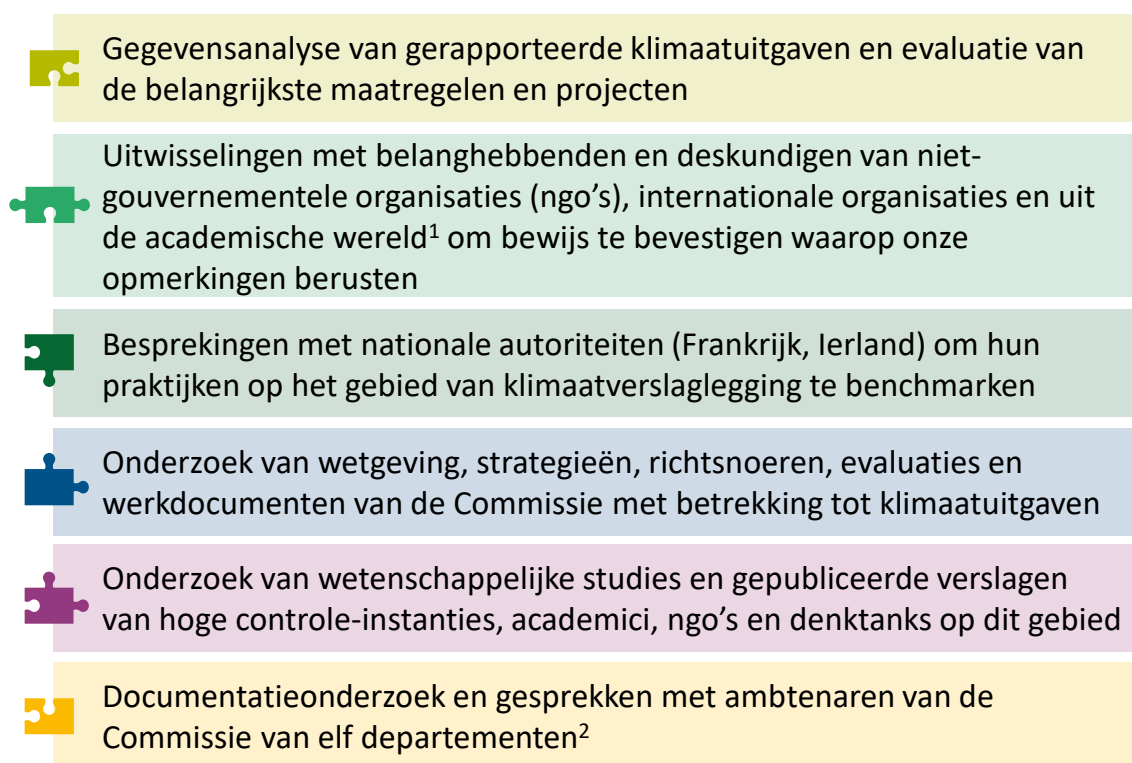 Gegevensanalyse van gerapporteerde klimaatuitgaven en evaluatie van
de belangrijkste maatregelen en projecten
Uitwisselingen met belanghebbenden en deskundigen van niet-
gouvernementele organisaties (ngo’s), internationale organisaties en uit
de academische wereld¹ om bewijs te bevestigen waarop onze
opmerkingen berusten
Besprekingen met nationale autoriteiten (Frankrijk, Ierland) om hun
praktijken op het gebied van klimaatverslaglegging te benchmarken
Onderzoek van wetgeving, strategieën, richtsnoeren, evaluaties en
werkdocumenten van de Commissie met betrekking tot klimaatuitgaven
Onderzoek van wetenschappelijke studies en gepubliceerde verslagen
van hoge controle-instanties, academici, ngo’s en denktanks op dit gebied
Documentatieonderzoek en gesprekken met ambtenaren van de
Commissie van elf departementen²